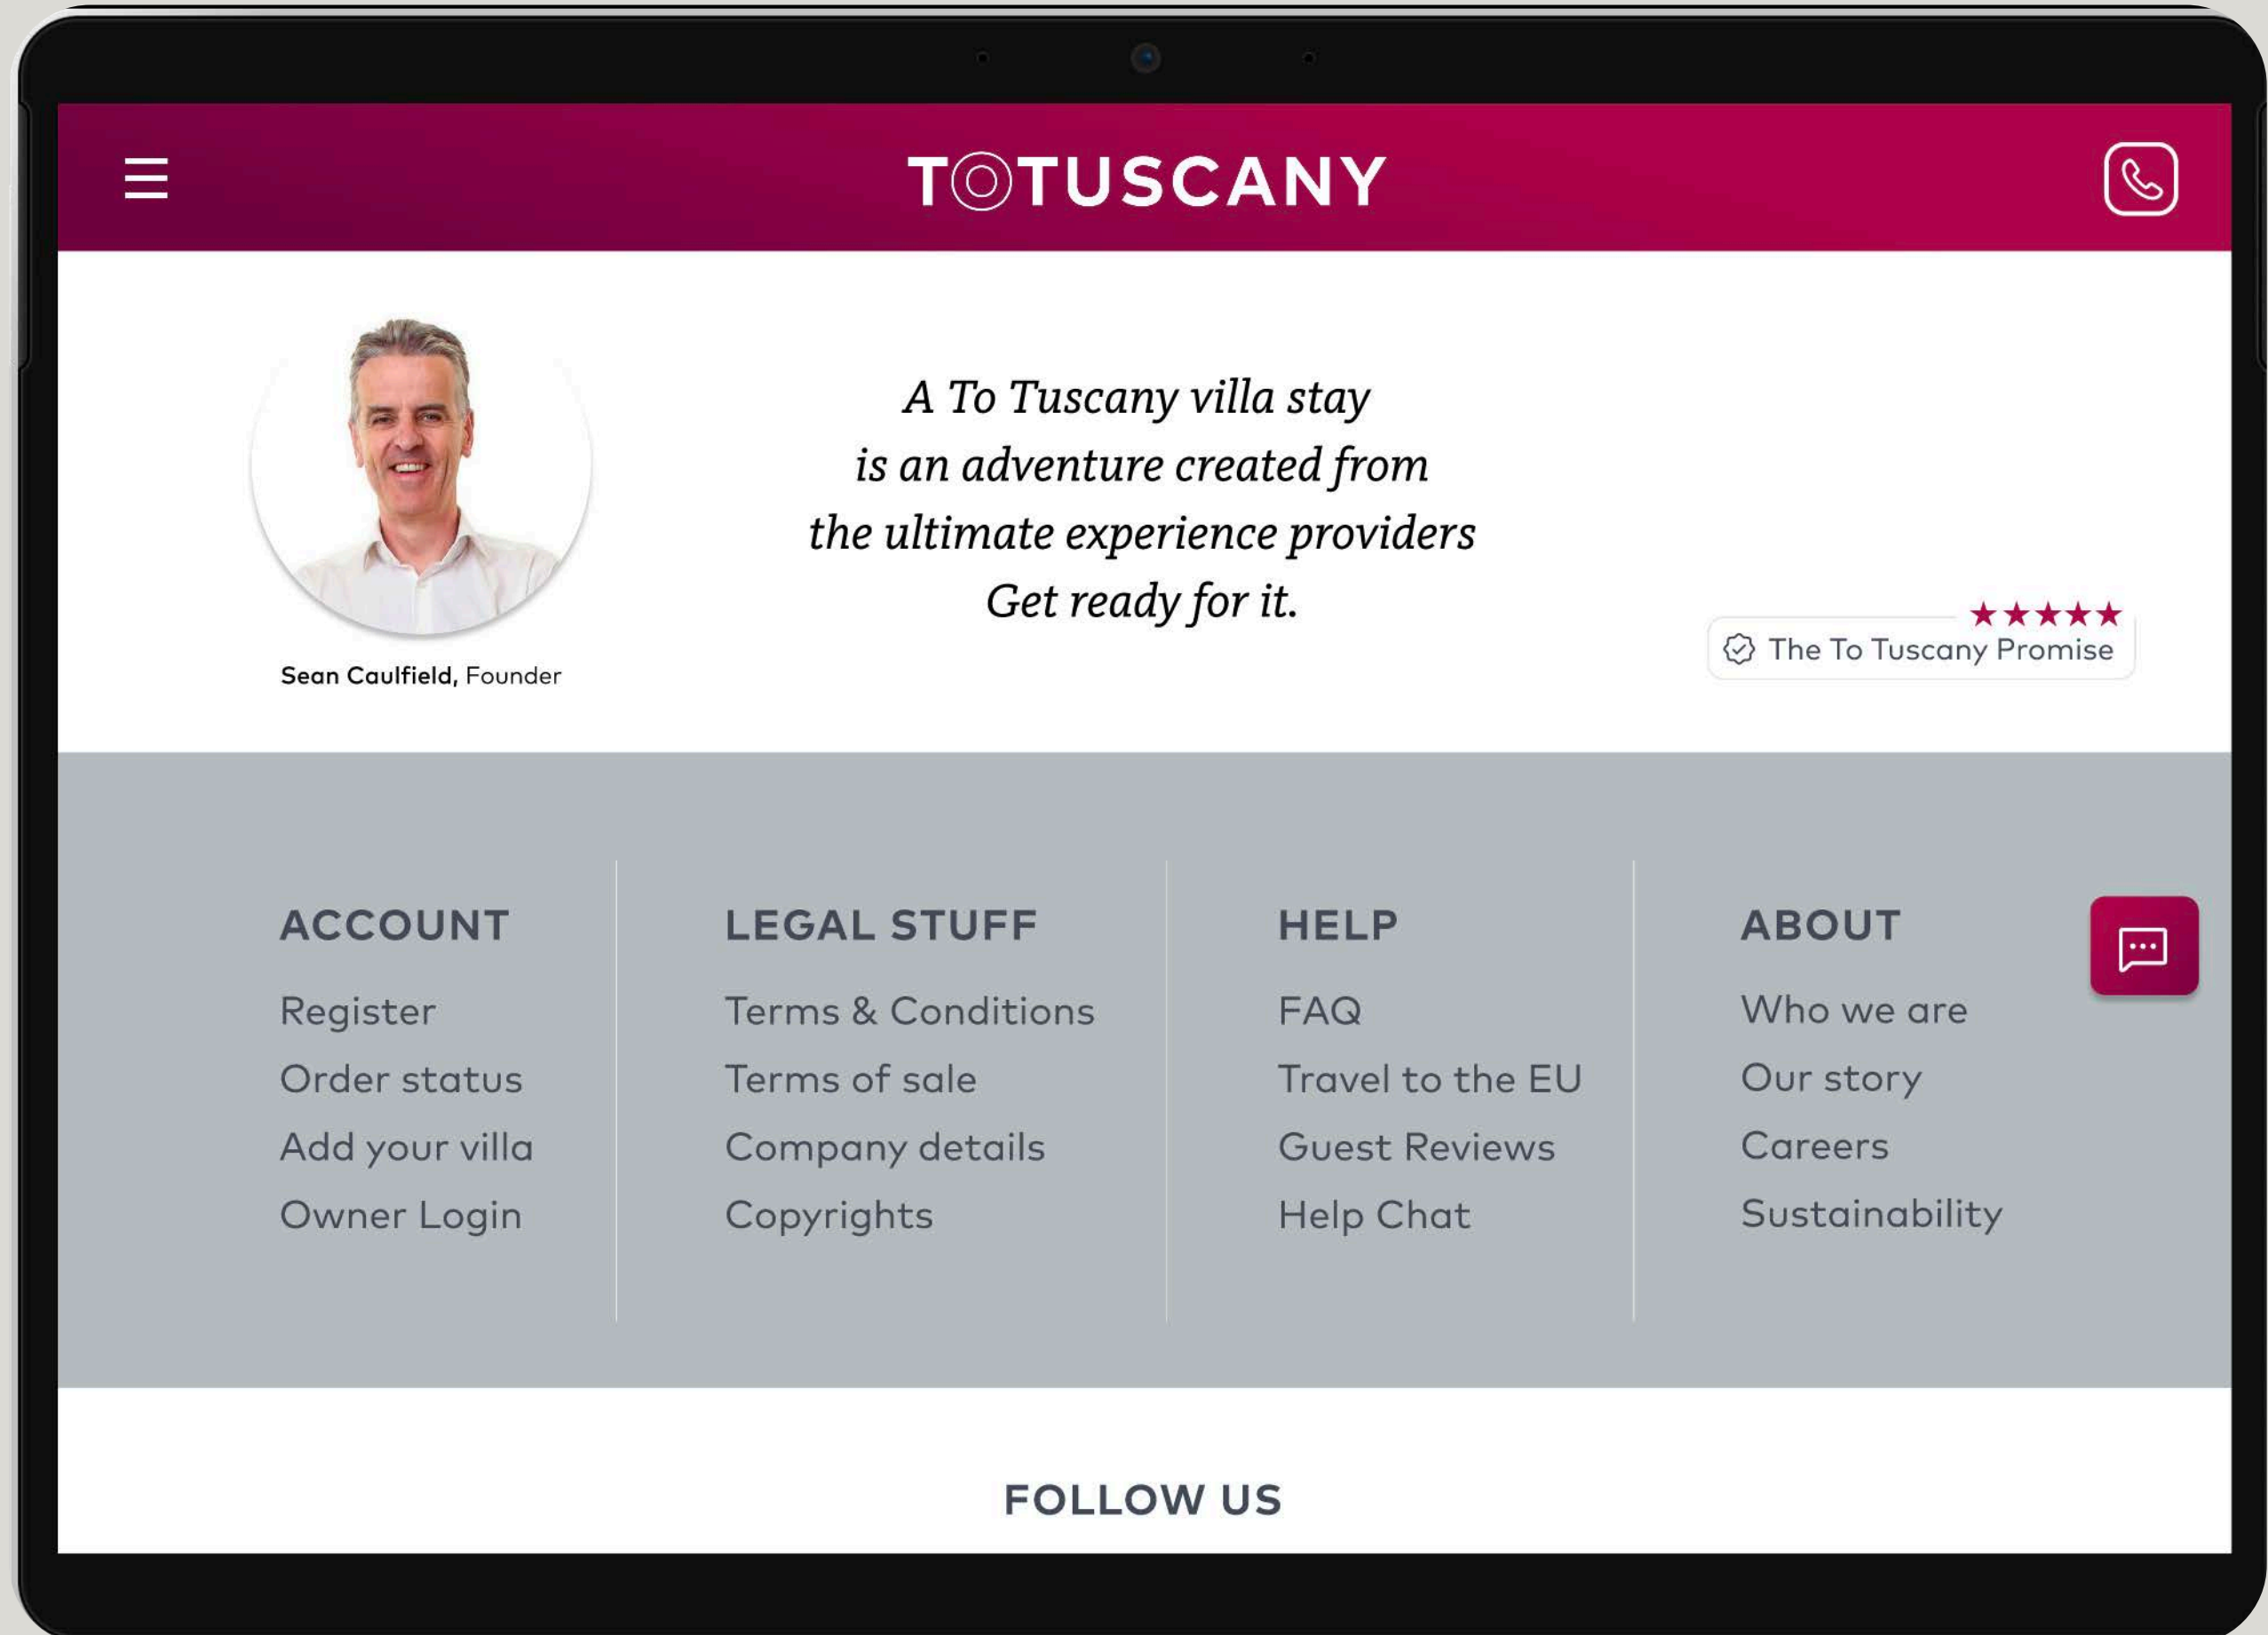 TOTUSCANY
A To Tuscany villa stay
is an adventure created from
the ultimate experience providers
Get ready for it.
Sean Caulfield, Founder
The To Tuscany Promise
ACCOUNT
Register
Order status
Add your villa
Owner Login
LEGAL STUFF
Terms & Conditions
Terms of sale
Company details
Copyrights
HELP
FAQ
Travel to the EU
Guest Reviews
Help Chat
ABOUT
Who we are
Our story
Careers
Sustainability
FOLLOW US